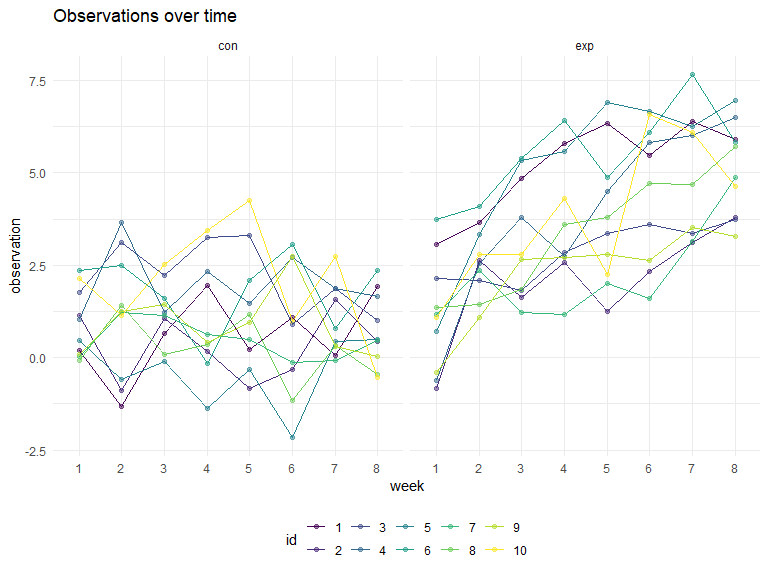 Observations over time
con exp
7.5
5.0
2.5
0.0
-2.5
observation
1 2 3 4 5 6 7 8 1 2 3 4 5 6 7 8
week
id 1 3 5 7 9
2 4 6 8 10